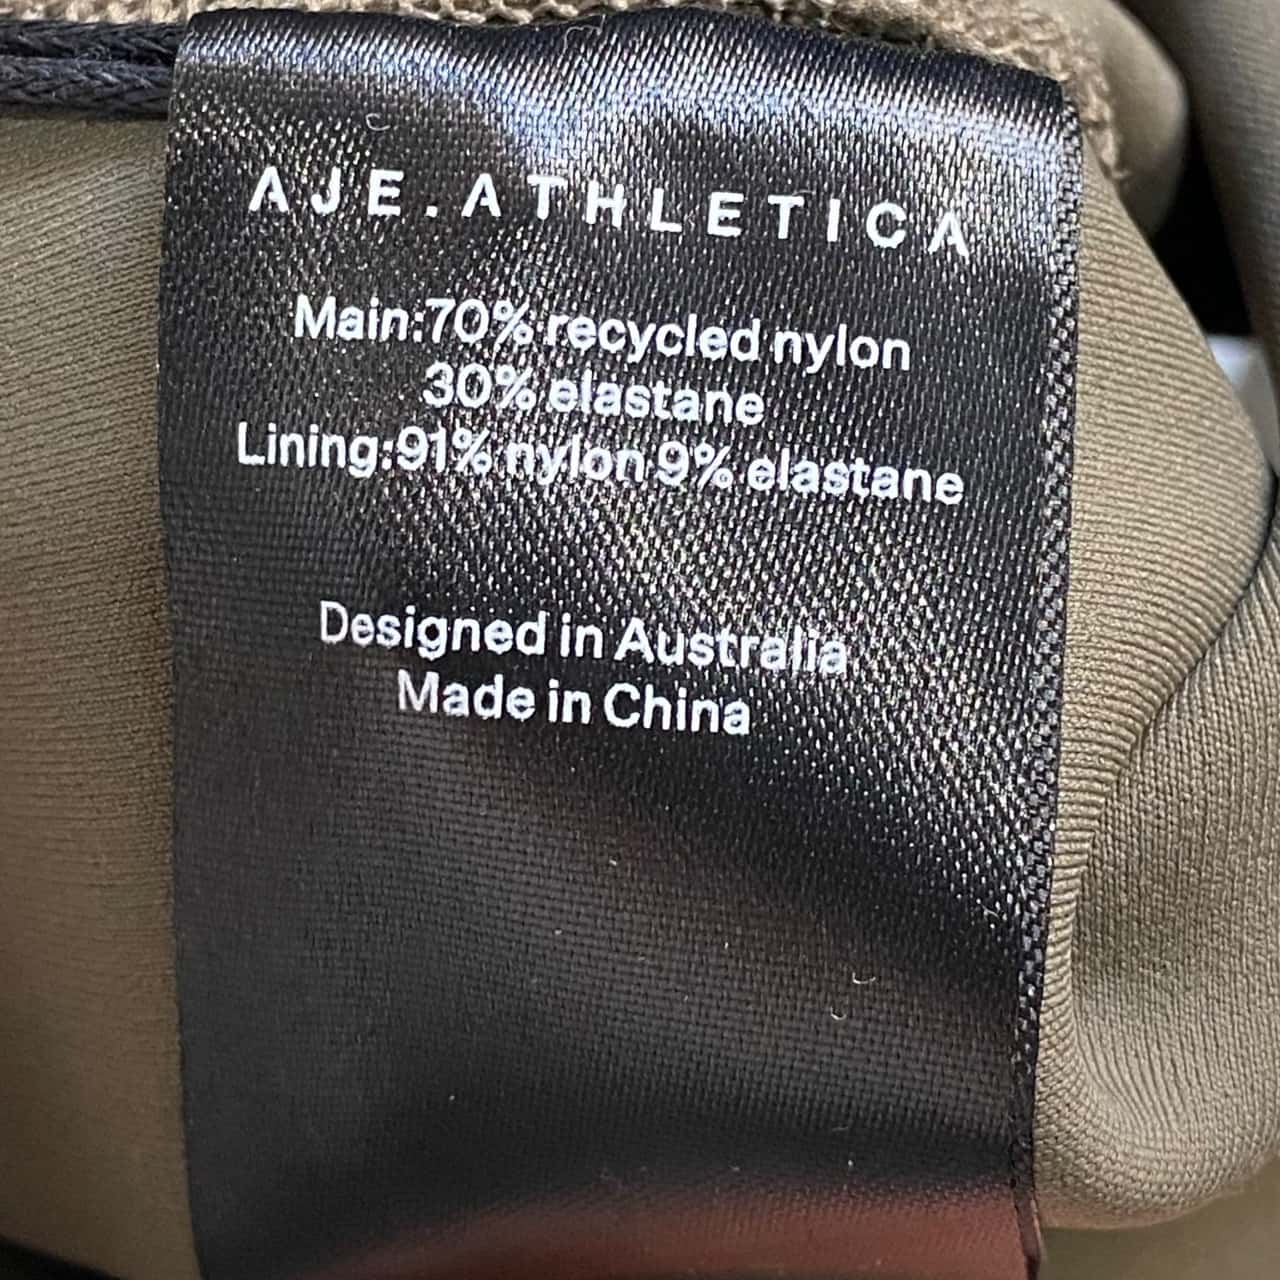 AJE.ATHLETICA
Main:70% recycled nylon
30% elastane
Lining:91% nylon 9% elastane
Designed in Australia
Made in China